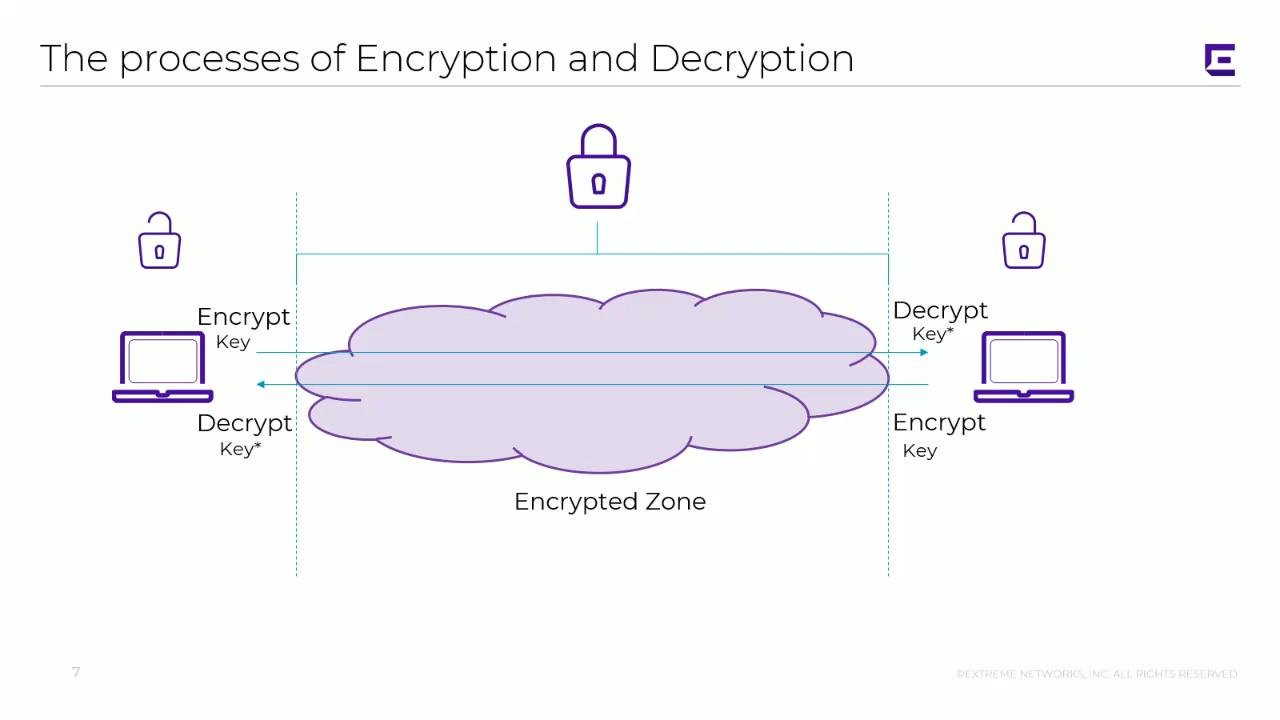 The processes of Encryption and Decryption
Encrypt
Key
Decrypt
Key*
Decrypt
Key*
Encrypt
Key
Encrypted Zone
7
. ©EXTREME NETWORKS, INC. ALL RIGHTS RESERVED.